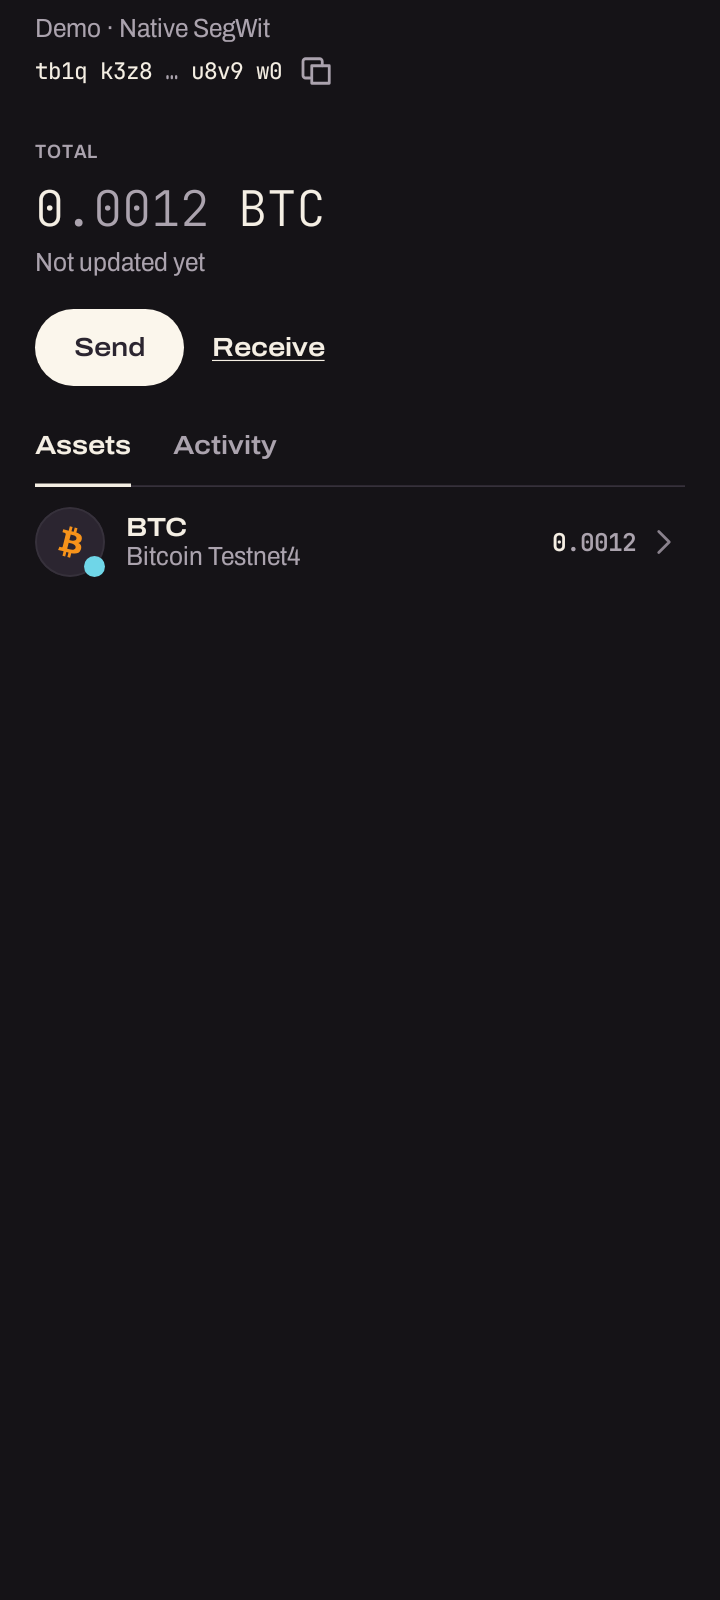 Demo · Native SegWit
tb1q k3z8 … u8v9 w0
TOTAL
0.0012 BTC
Not updated yet
Send Receive
Assets Activity
BTC
Bitcoin Testnet4
0.0012